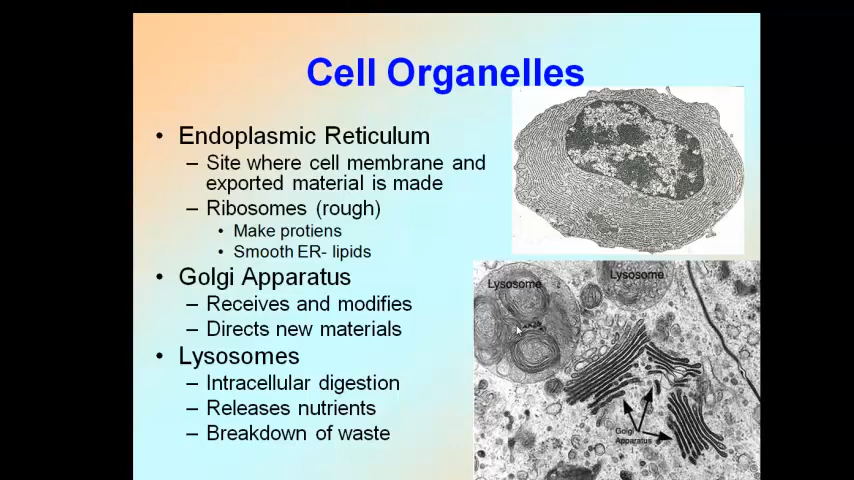 Cell Organelles
• Endoplasmic Reticulum
– Site where cell membrane and
exported material is made
– Ribosomes (rough)
• Make protiens
• Smooth ER- lipids
• Golgi Apparatus
– Receives and modifies
– Directs new materials
• Lysosomes
– Intracellular digestion
– Releases nutrients
– Breakdown of waste
Lysosome
Lysosome
Golgi
Apparatus